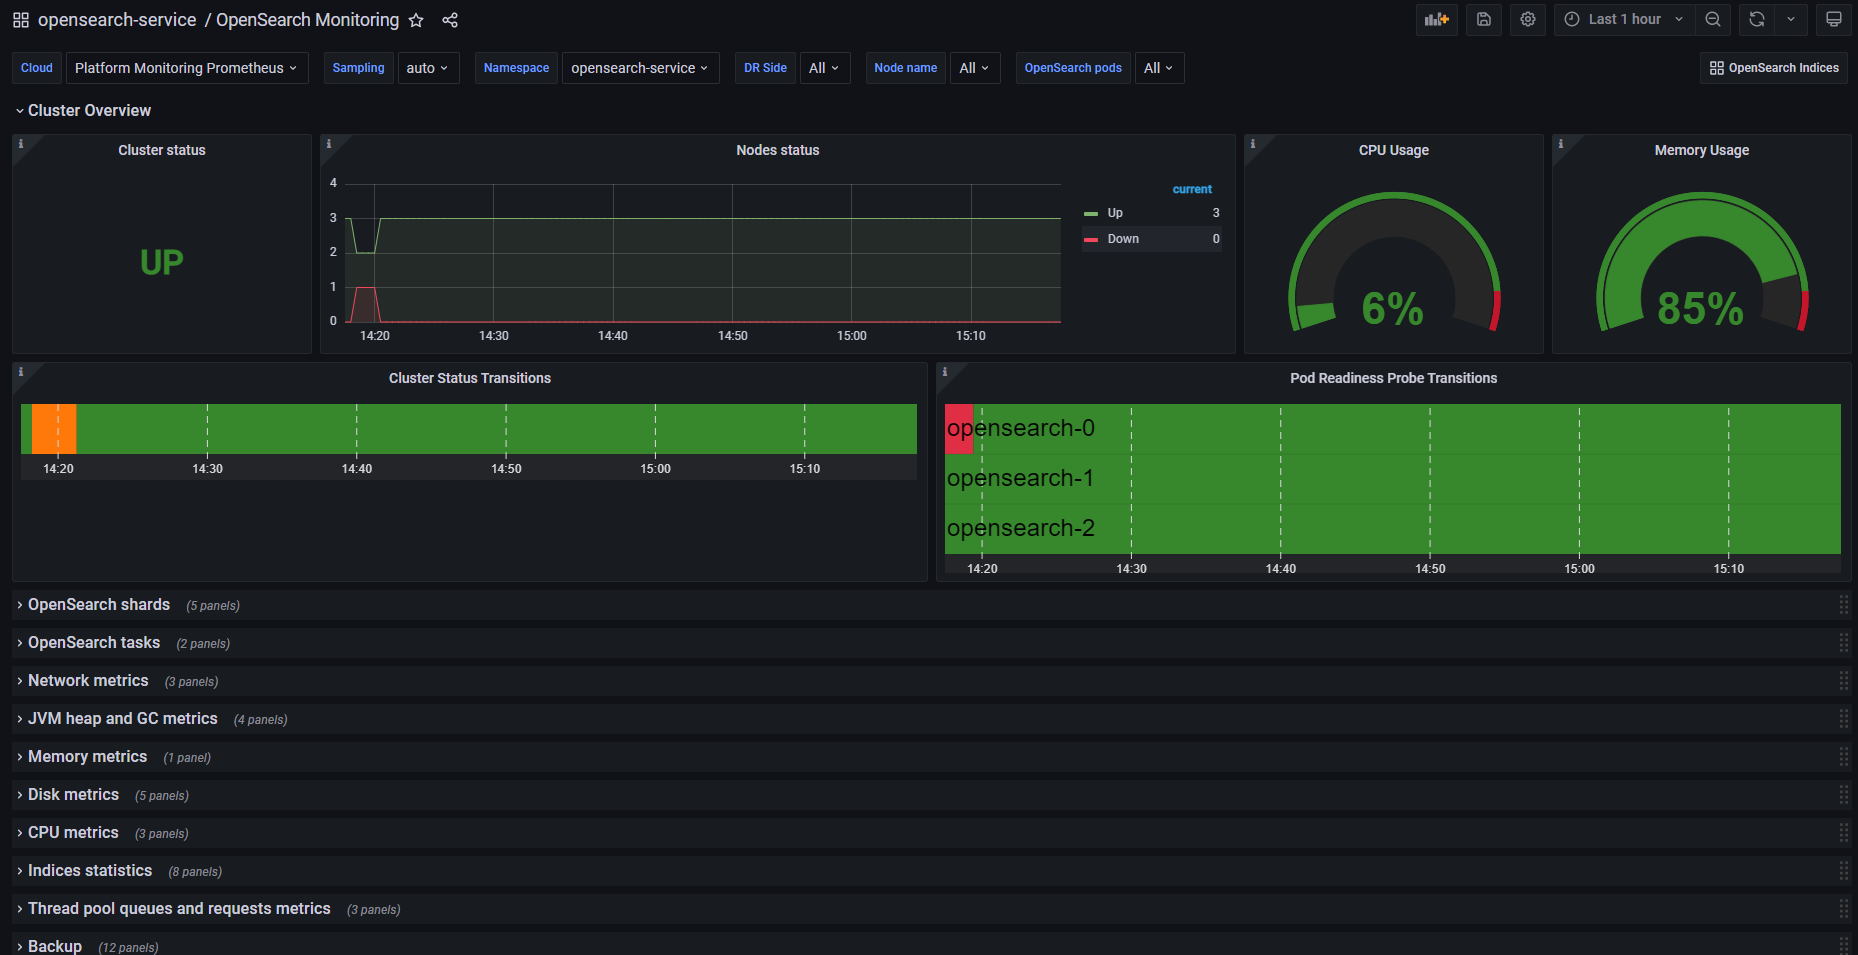 opensearch-service / OpenSearch Monitoring
Last 1 hour
Cloud Platform Monitoring Prometheus Sampling auto Namespace opensearch-service DR Side All Node name All OpenSearch pods All OpenSearch Indices
Cluster Overview
Cluster status
UP
Nodes status
4
3
2
1
0
14:20 14:30 14:40 14:50 15:00 15:10
current
Up 3
Down 0
CPU Usage
6%
Memory Usage
85%
Cluster Status Transitions
14:20 14:30 14:40 14:50 15:00 15:10
Pod Readiness Probe Transitions
opensearch-0
opensearch-1
opensearch-2
14:20 14:30 14:40 14:50 15:00 15:10
OpenSearch shards (5 panels)
OpenSearch tasks (2 panels)
Network metrics (3 panels)
JVM heap and GC metrics (4 panels)
Memory metrics (1 panel)
Disk metrics (5 panels)
CPU metrics (3 panels)
Indices statistics (8 panels)
Thread pool queues and requests metrics (3 panels)
Backup (12 panels)